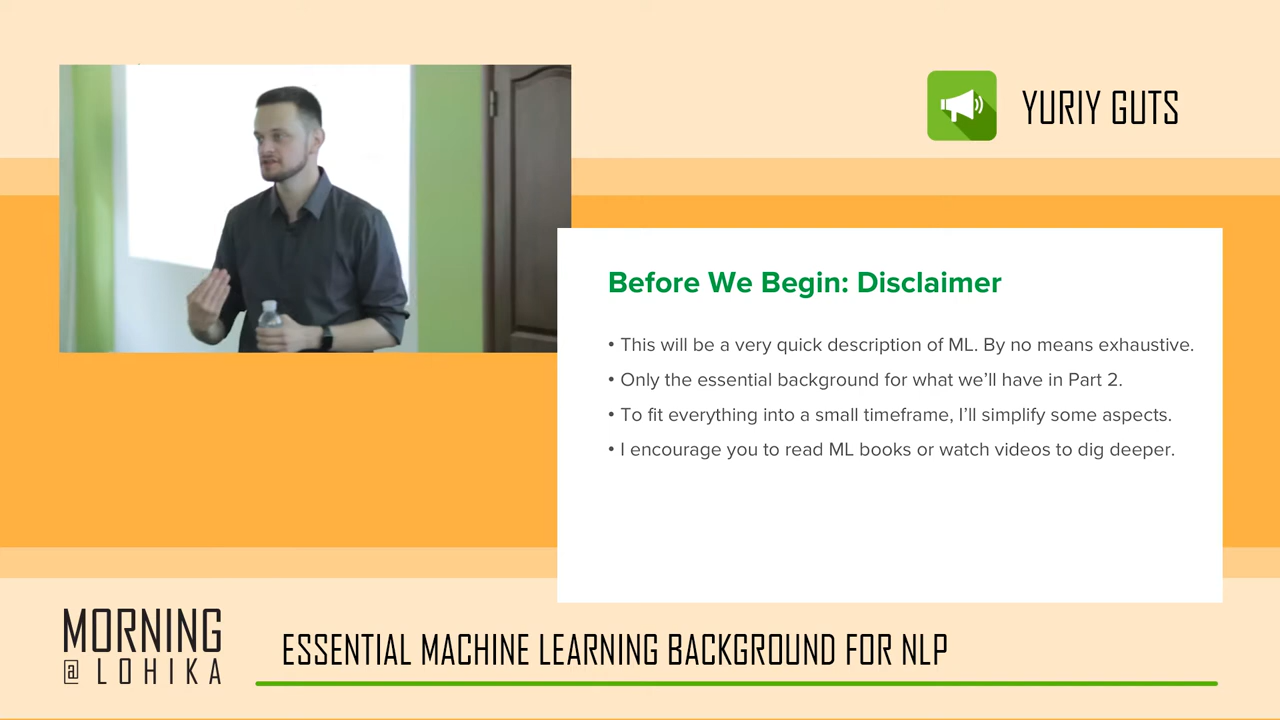 YURIY GUTS
Before We Begin: Disclaimer
• This will be a very quick description of ML. By no means exhaustive.
• Only the essential background for what we’ll have in Part 2.
• To fit everything into a small timeframe, I’ll simplify some aspects.
• I encourage you to read ML books or watch videos to dig deeper.
MORNING
@ LOHIKA
ESSENTIAL MACHINE LEARNING BACKGROUND FOR NLP